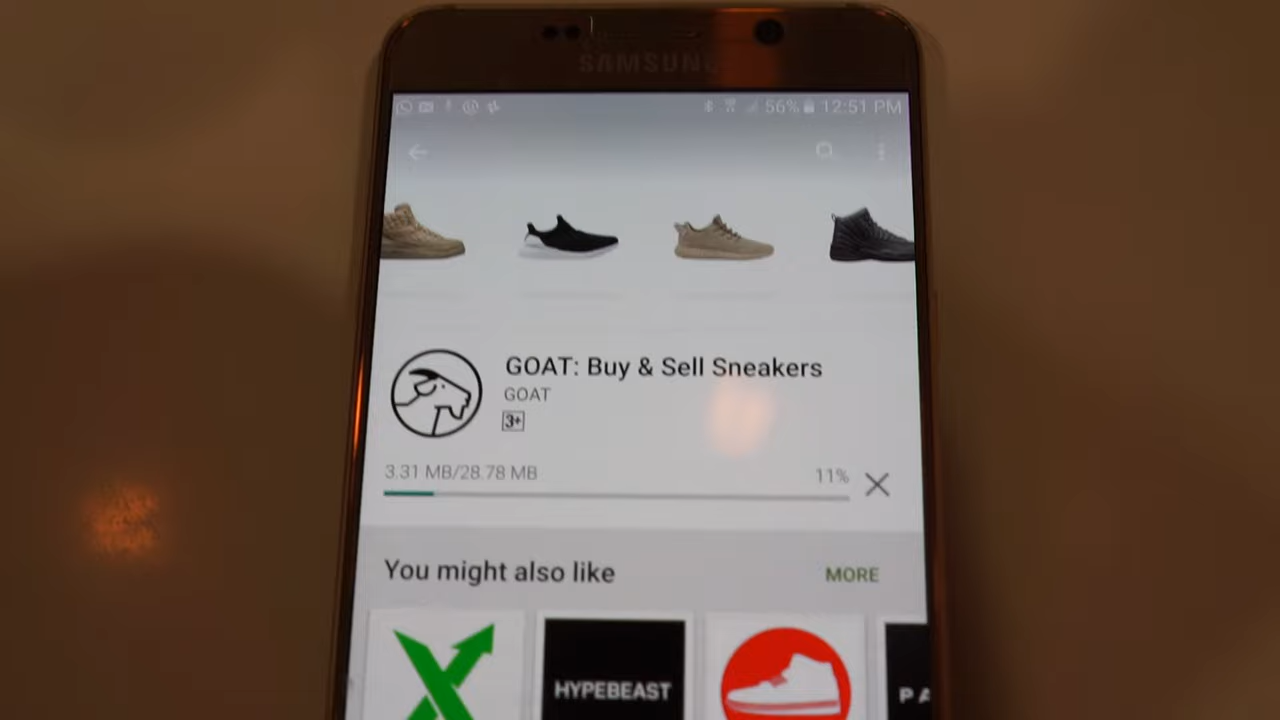 SAMSUNG
56% 12:51 PM
GOAT: Buy & Sell Sneakers
GOAT
3+
3.31 MB/28.78 MB
11%
You might also like
MORE
HYPEBEAST
PA